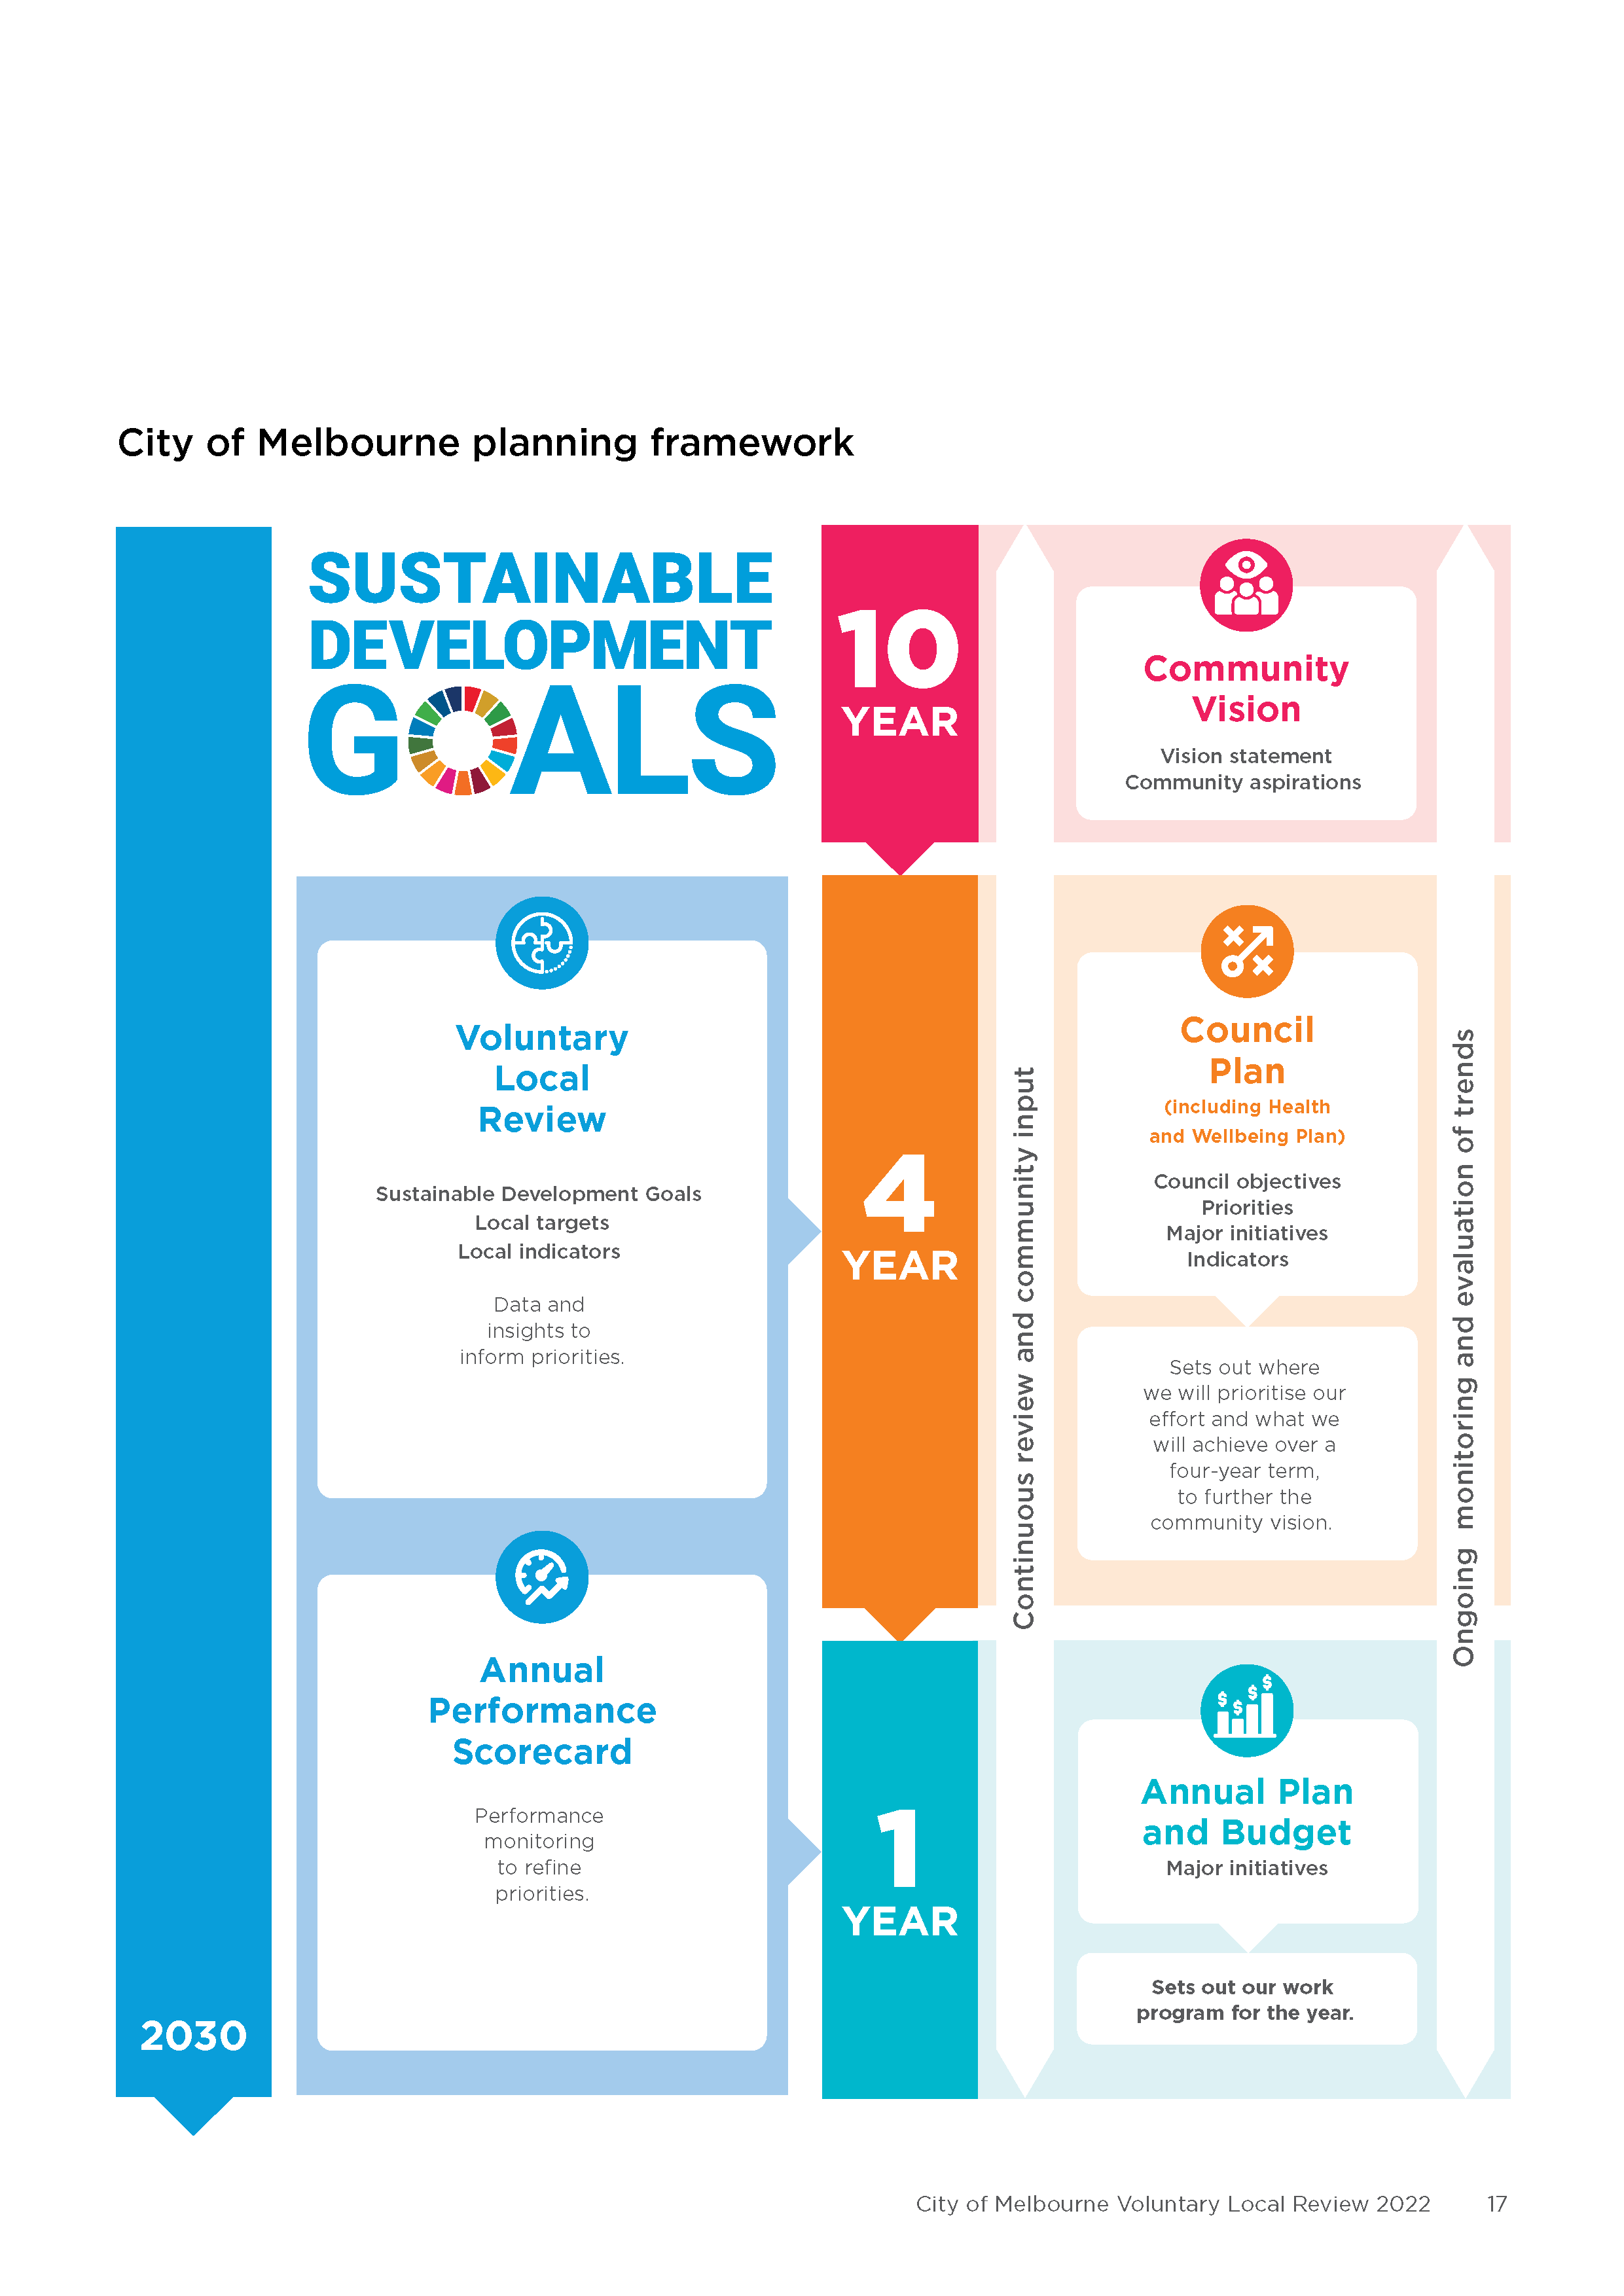 City of Melbourne planning framework
SUSTAINABLE
DEVELOPMENT
GOALS
2030
Voluntary
Local
Review
Sustainable Development Goals
Local targets
Local indicators
Data and
insights to
inform priorities.
Annual
Performance
Scorecard
Performance
monitoring
to refine
priorities.
10
YEAR
4
YEAR
1
YEAR
Continuous review and community input
Community
Vision
Vision statement
Community aspirations
Council
Plan
(including Health
and Wellbeing Plan)
Council objectives
Priorities
Major initiatives
Indicators
Sets out where
we will prioritise our
effort and what we
will achieve over a
four-year term,
to further the
community vision.
$ $ $ $
Annual Plan
and Budget
Major initiatives
Sets out our work
program for the year.
Ongoing monitoring and evaluation of trends
City of Melbourne Voluntary Local Review 2022 17